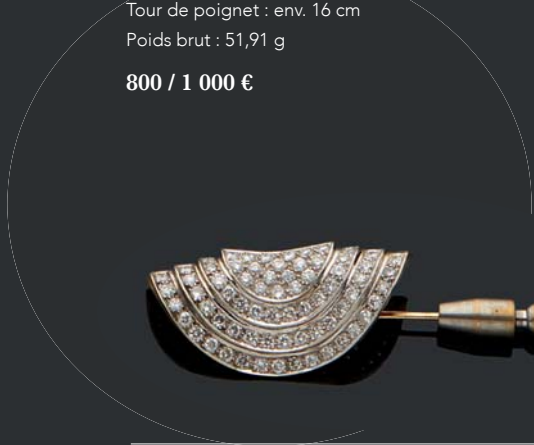 Tour de poignet : env. 16 cm
Poids brut : 51,91 g
800 / 1 000 €